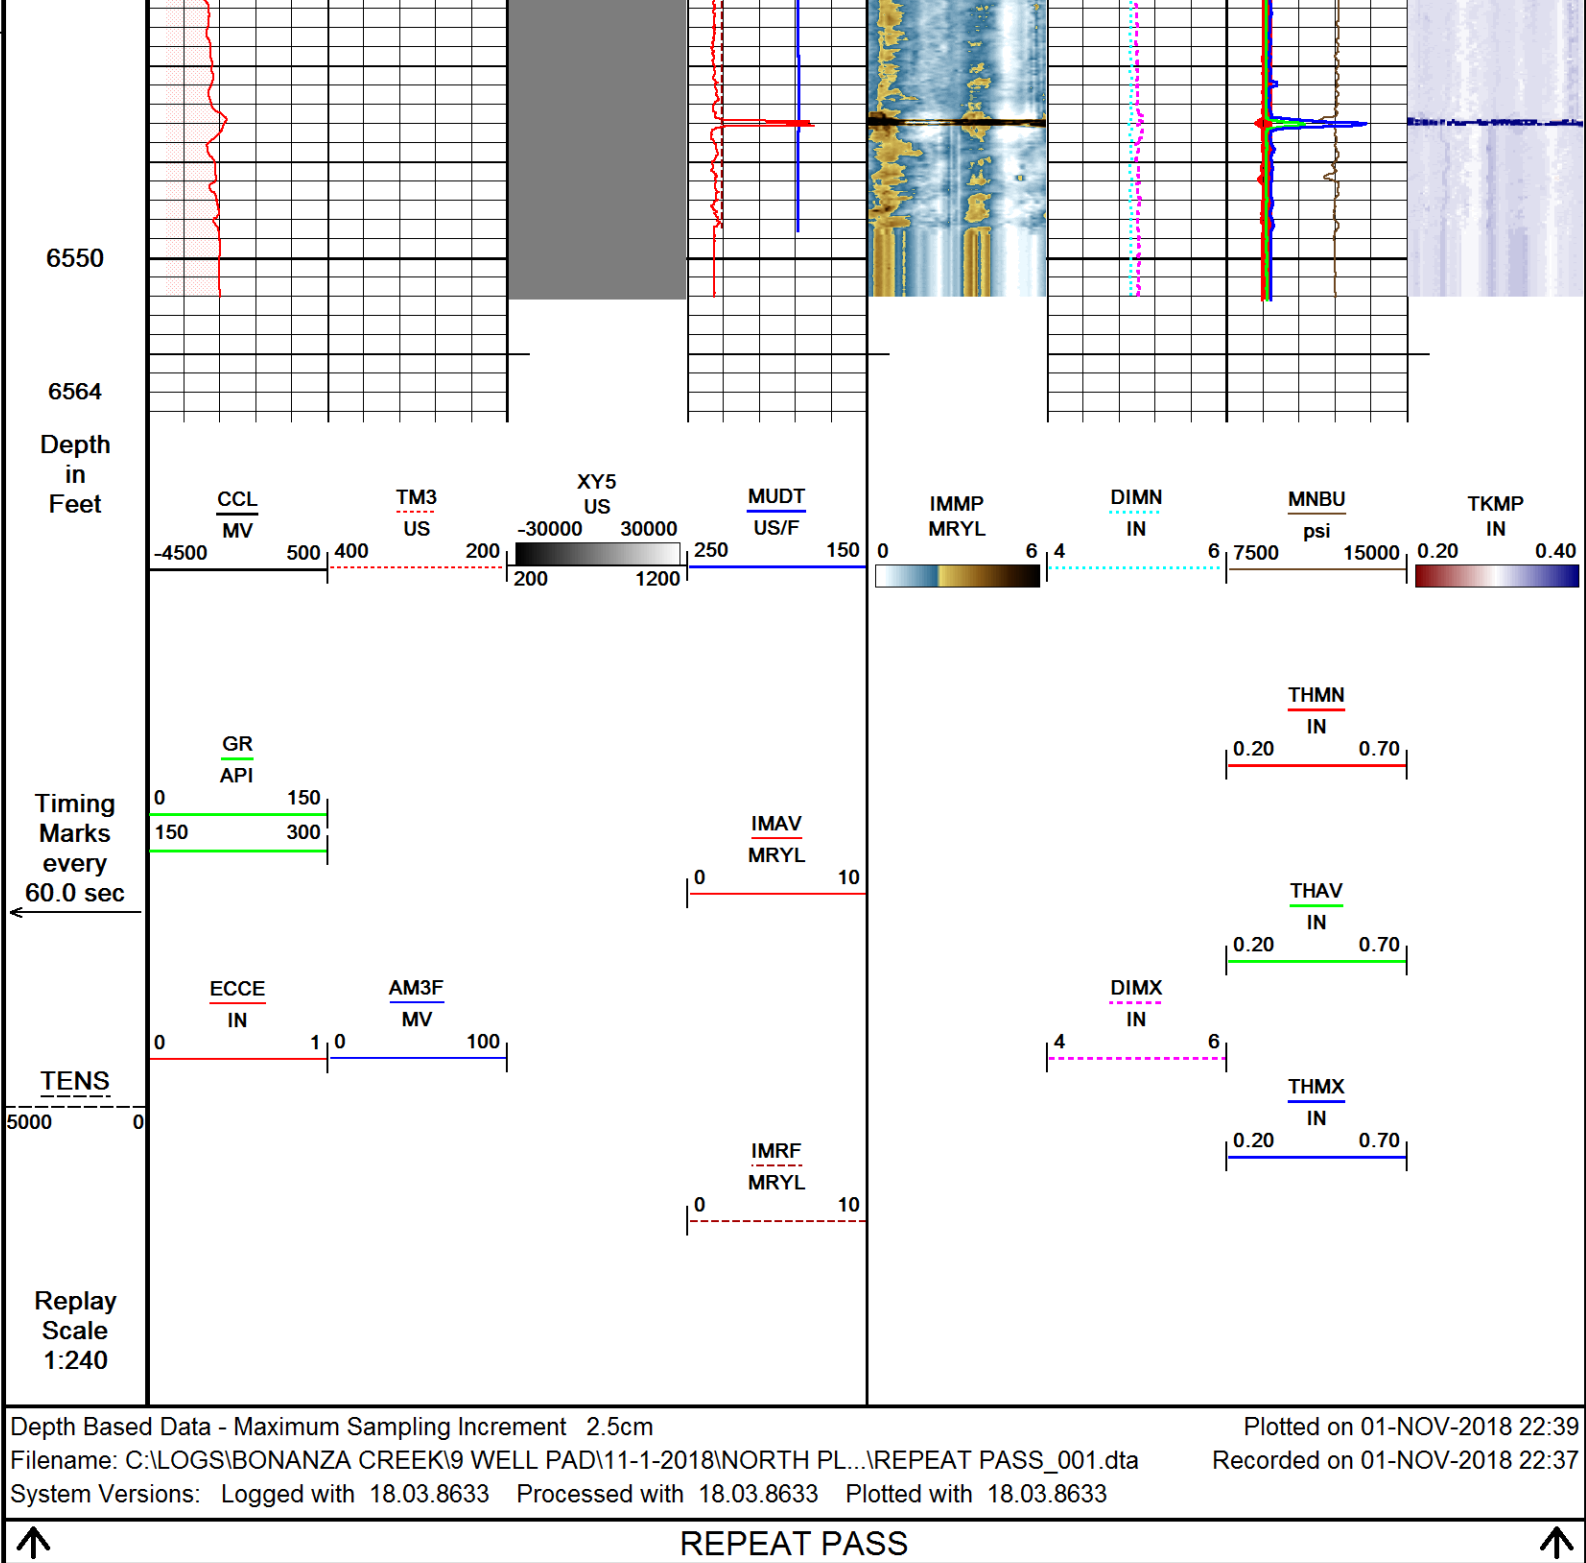 6550
6564
Depth
in
Feet
CCL
MV
-4500 500
TM3
US
400 200
XY5
US
-30000 30000
200 1200
MUDT
US/F
250 150
IMMP
MRYL
0 6
DIMN
IN
4 6
MNBU
psi
7500 15000
TKMP
IN
0.20 0.40
THMN
IN
0.20 0.70
GR
API
0 150
150 300
Timing
Marks
every
60.0 sec
IMAV
MRYL
0 10
THAV
IN
0.20 0.70
ECCE
IN
0 1
AM3F
MV
0 100
DIMX
IN
4 6
TENS
5000 0
THMX
IN
0.20 0.70
IMRF
MRYL
0 10
Replay
Scale
1:240
Depth Based Data - Maximum Sampling Increment 2.5cm
Plotted on 01-NOV-2018 22:39
Filename: C:\LOGS\BONANZA CREEK\9 WELL PAD\11-1-2018\NORTH PL...\REPEAT PASS_001.dta
Recorded on 01-NOV-2018 22:37
System Versions: Logged with 18.03.8633 Processed with 18.03.8633 Plotted with 18.03.8633
REPEAT PASS